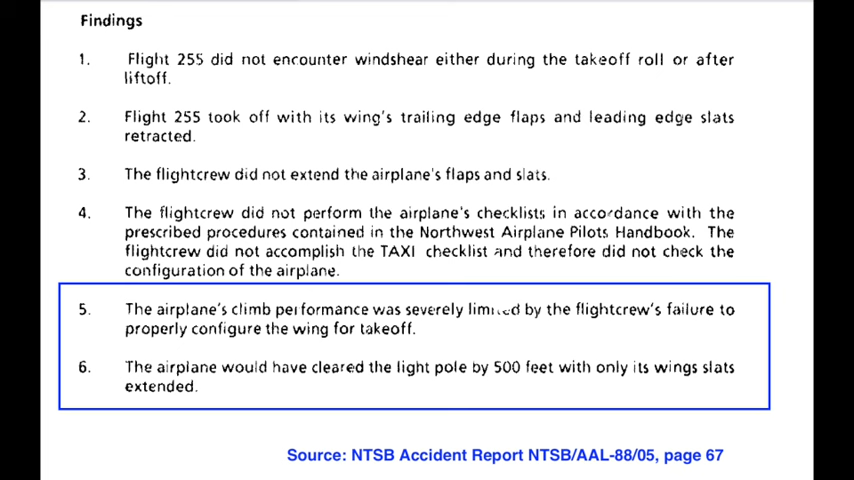 Findings
1. Flight 255 did not encounter windshear either during the takeoff roll or after
liftoff.
2. Flight 255 took off with its wing's trailing edge flaps and leading edge slats
retracted.
3. The flightcrew did not extend the airplane's flaps and slats.
4. The flightcrew did not perform the airplane's checklists in accordance with the
prescribed procedures contained in the Northwest Airplane Pilots Handbook. The
flightcrew did not accomplish the TAXI checklist and therefore did not check the
configuration of the airplane.
5. The airplane's climb performance was severely limited by the flightcrew's failure to
properly configure the wing for takeoff.
6. The airplane would have cleared the light pole by 500 feet with only its wings slats
extended.
Source: NTSB Accident Report NTSB/AAL-88/05, page 67